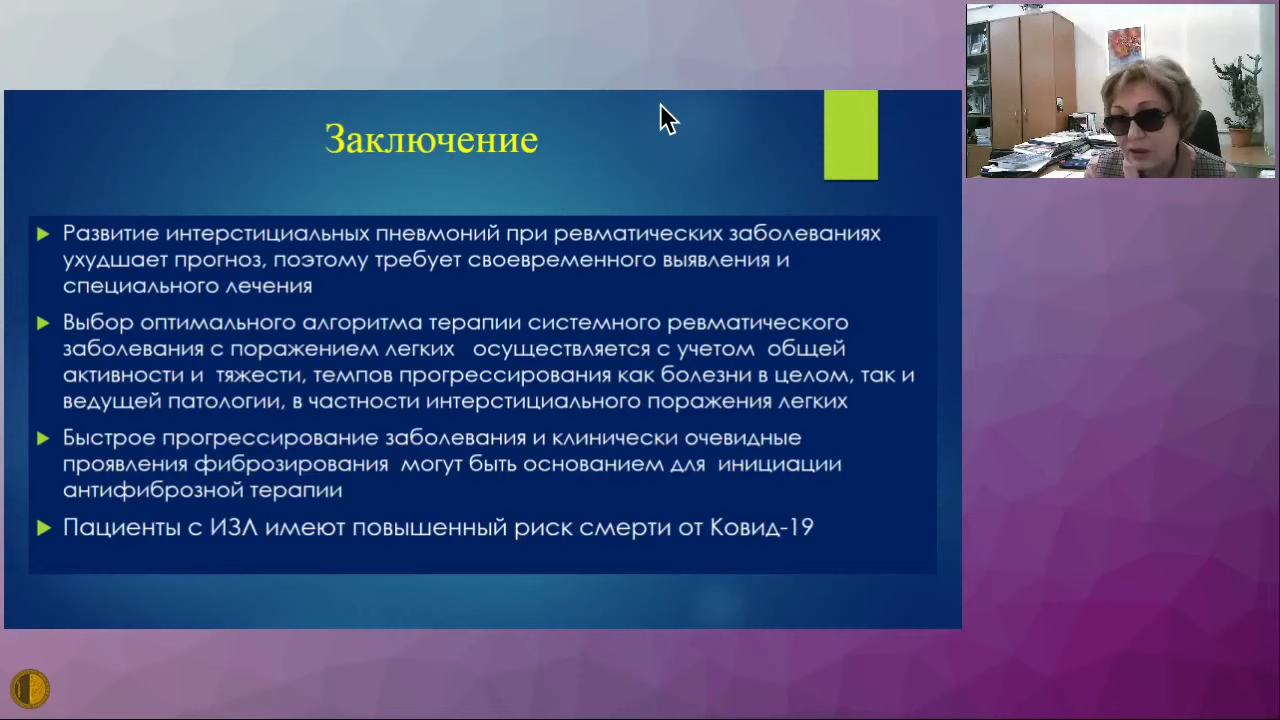 Заключение
Развитие интерстициальных пневмоний при ревматических заболеваниях
ухудшает прогноз, поэтому требует своевременного выявления и
специального лечения
Выбор оптимального алгоритма терапии системного ревматического
заболевания с поражением легких осуществляется с учетом общей
активности и тяжести, темпов прогрессирования как болезни в целом, так и
ведущей патологии, в частности интерстициального поражения легких
Быстрое прогрессирование заболевания и клинически очевидные
проявления фиброзирования могут быть основанием для инициации
антифиброзной терапии
Пациенты с ИЗЛ имеют повышенный риск смерти от Ковид-19